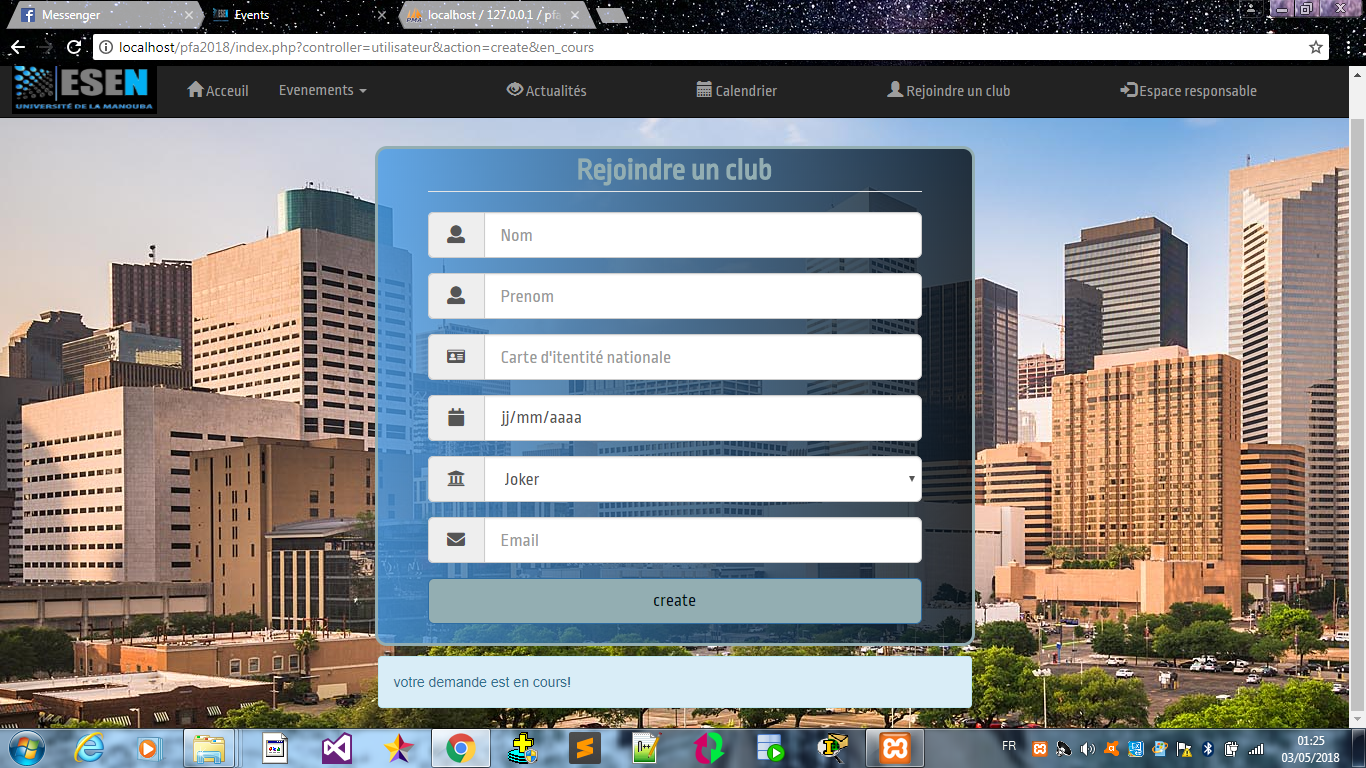 Messenger
Events
localhost / 127.0.0.1 / pfa
localhost/pfa2018/index.php?controller=utilisateur&action=create&en_cours
ESEN
UNIVERSITÉ DE LA MANOUBA
Acceuil
Evenements
Actualités
Calendrier
Rejoindre un club
Espace responsable
Rejoindre un club
Nom
Prenom
Carte d'itentité nationale
jj/mm/aaaa
Joker
Email
create
votre demande est en cours!
FR
01:25
03/05/2018